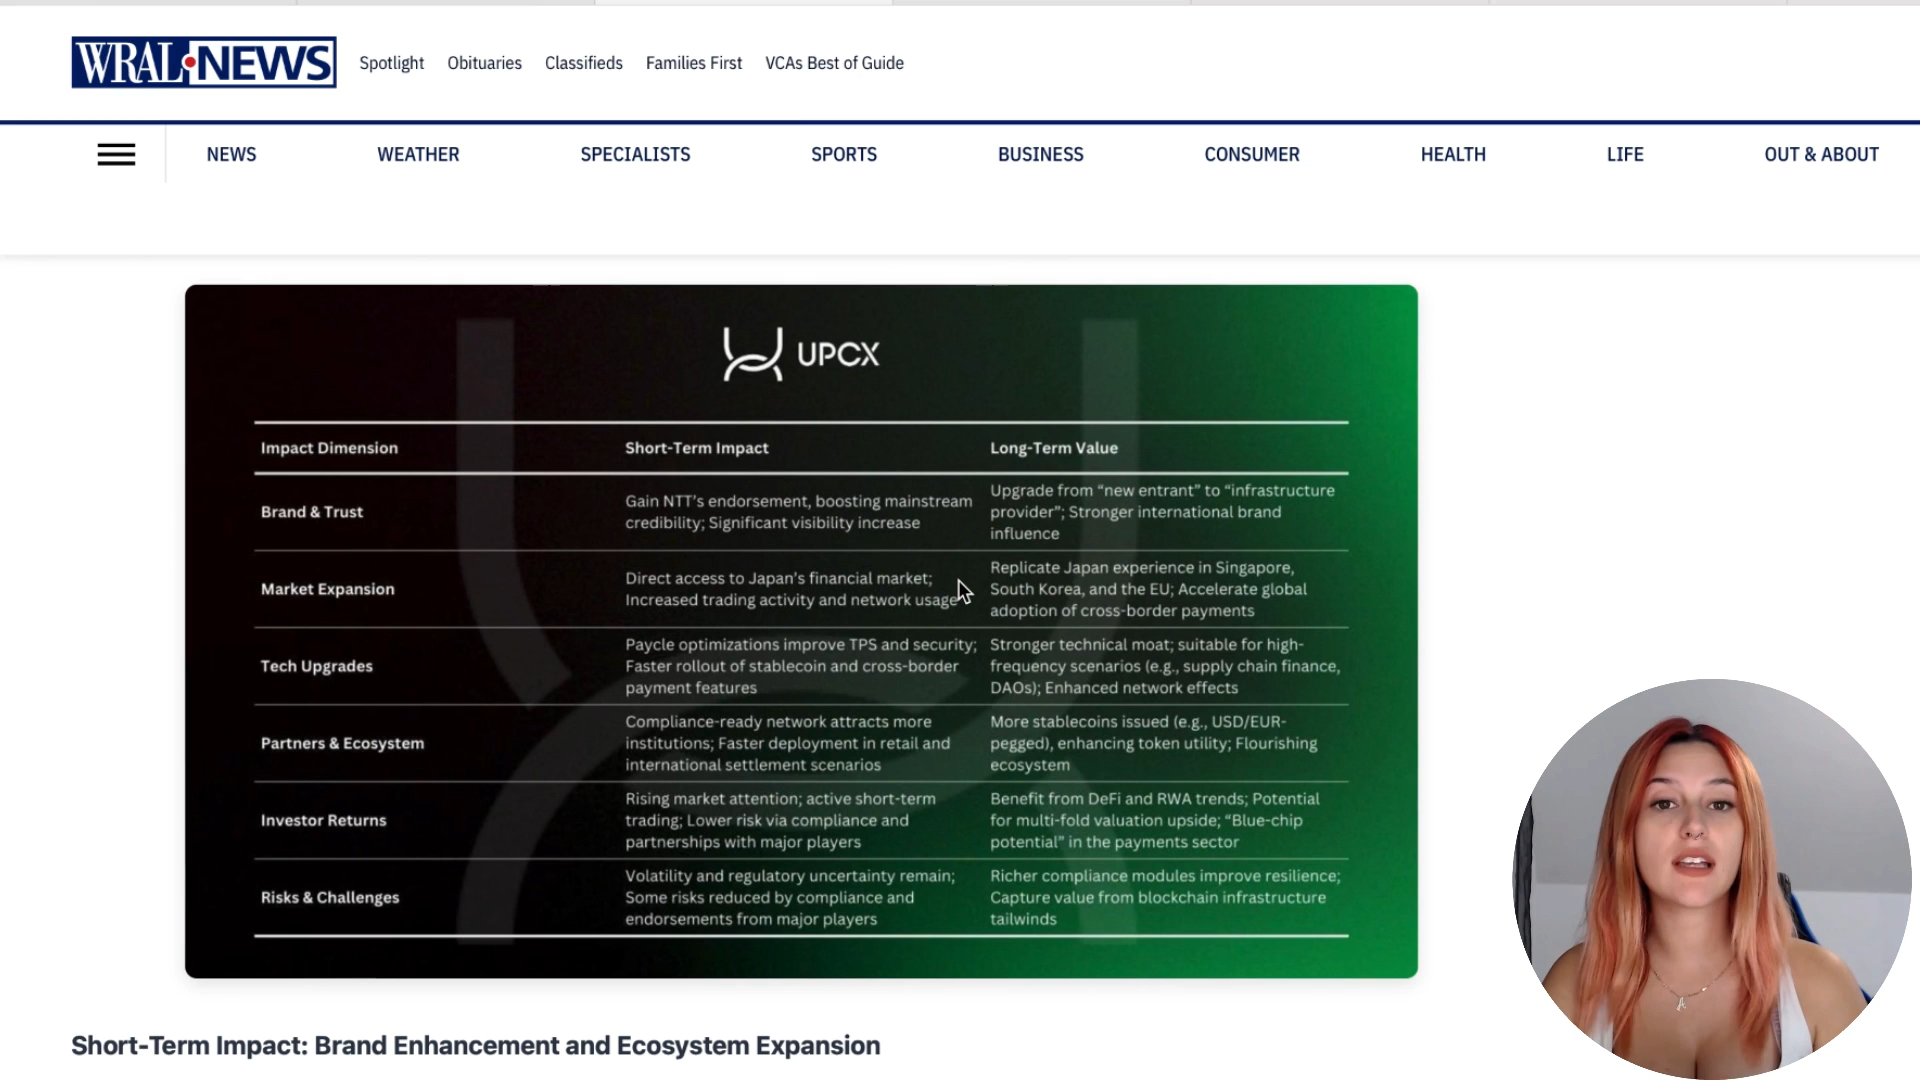 WRAL NEWS
Spotlight Obituaries Classifieds Families First VCAs Best of Guide
NEWS WEATHER SPECIALISTS SPORTS BUSINESS CONSUMER HEALTH LIFE OUT & ABOUT
UPCX
Impact Dimension Short-Term Impact Long-Term Value
Brand & Trust
Gain NTT's endorsement, boosting mainstream
credibility; Significant visibility increase
Upgrade from “new entrant” to “infrastructure
provider”; Stronger international brand
influence
Market Expansion
Direct access to Japan's financial market;
Increased trading activity and network usage
Replicate Japan experience in Singapore,
South Korea, and the EU; Accelerate global
adoption of cross-border payments
Tech Upgrades
Paycle optimizations improve TPS and security;
Faster rollout of stablecoin and cross-border
payment features
Stronger technical moat; suitable for high-
frequency scenarios (e.g., supply chain finance,
DAOs); Enhanced network effects
Partners & Ecosystem
Compliance-ready network attracts more
institutions; Faster deployment in retail and
international settlement scenarios
More stablecoins issued (e.g., USD/EUR-
pegged), enhancing token utility; Flourishing
ecosystem
Investor Returns
Rising market attention; active short-term
trading; Lower risk via compliance and
partnerships with major players
Benefit from DeFi and RWA trends; Potential
for multi-fold valuation upside; “Blue-chip
potential” in the payments sector
Risks & Challenges
Volatility and regulatory uncertainty remain;
Some risks reduced by compliance and
endorsements from major players
Richer compliance modules improve resilience;
Capture value from blockchain infrastructure
tailwinds
Short-Term Impact: Brand Enhancement and Ecosystem Expansion